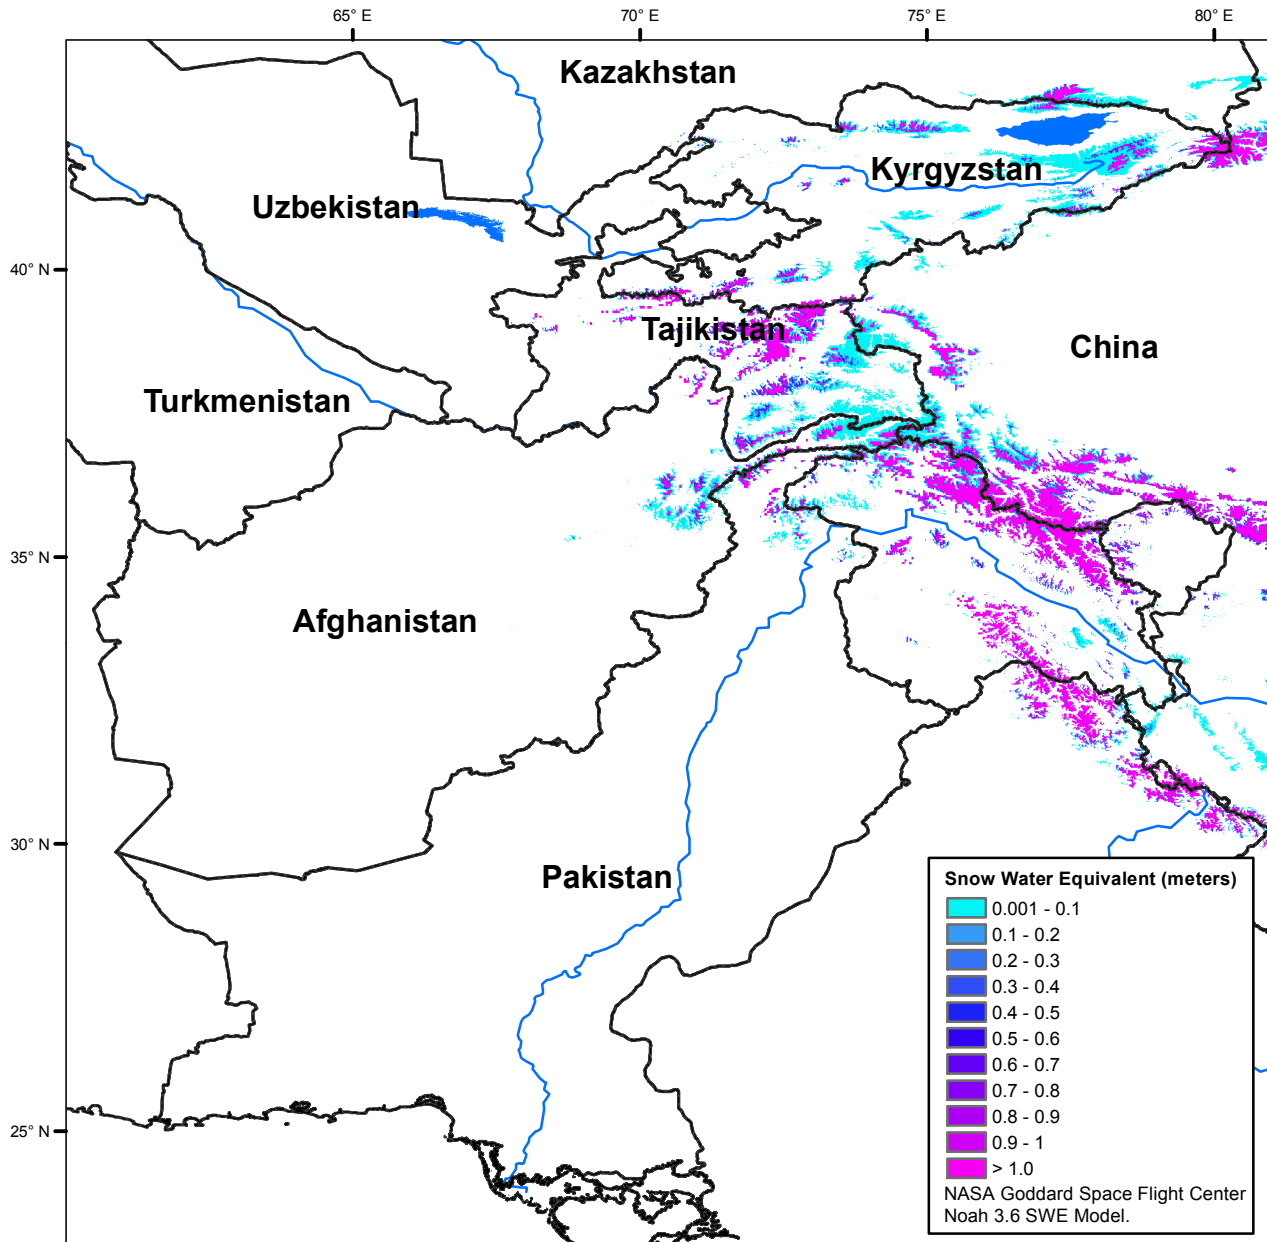 65° E
70° E
75° E
80° E
Kazakhstan
Kyrgyzstan
Uzbekistan
40° N
Tajikistan
China
Turkmenistan
35° N
Afghanistan
30° N
Pakistan
Snow Water Equivalent (meters)
0.001 - 0.1
0.1 - 0.2
0.2 - 0.3
0.3 - 0.4
0.4 - 0.5
0.5 - 0.6
0.6 - 0.7
0.7 - 0.8
0.8 - 0.9
0.9 - 1
> 1.0
NASA Goddard Space Flight Center
Noah 3.6 SWE Model.
25° N